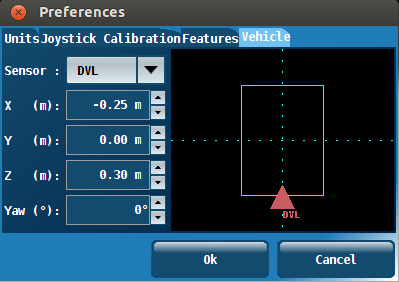 Preferences
Units Joystick Calibration Features Vehicle
Sensor : DVL
X (m): -0.25 m
Y (m): 0.00 m
Z (m): 0.30 m
Yaw (°): 0°
DVL
Ok Cancel